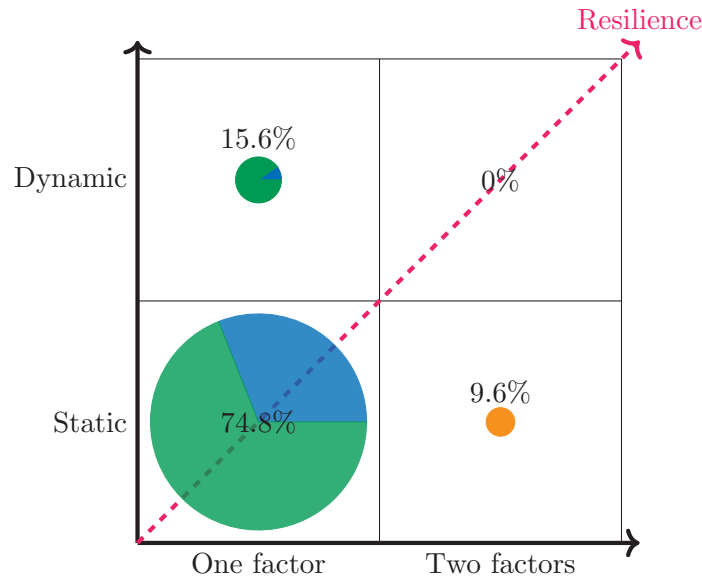 Resilience
15.6%
Dynamic
0%
9.6%
Static
74.8%
One factor
Two factors